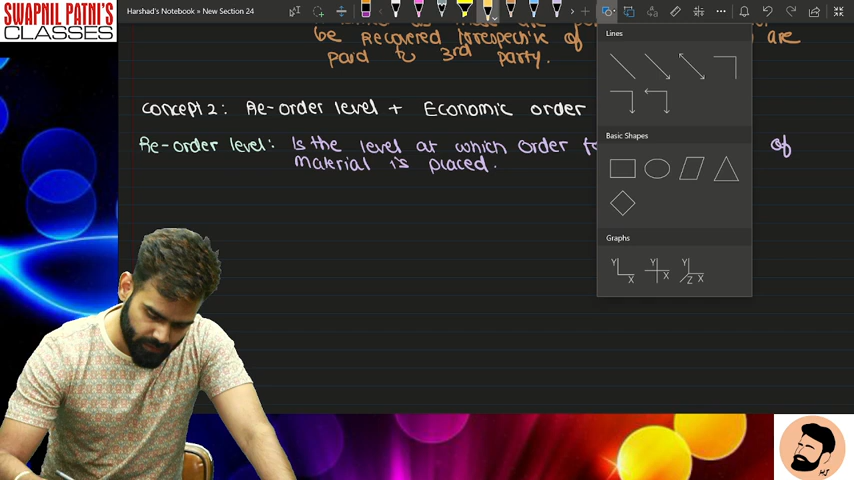 SWAPNIL PATNI'S
CLASSES
Harshad's Notebook » New Section 24
be recovered irrespective of are
paid to 3rd party.
Lines
Concept 2: Re-order level + Economic order
Re-order level: Is the level at which order of
material is placed.
Basic Shapes
Graphs
Y X
Y X
Y Z X
HJ